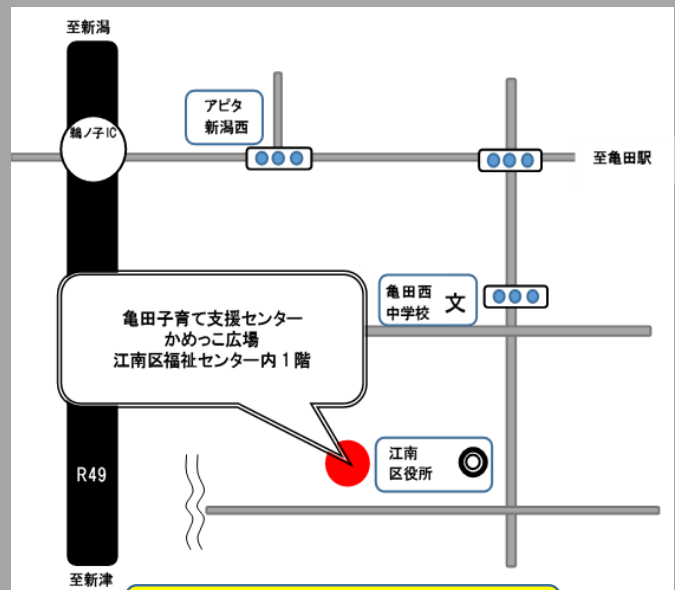 至新潟
アピタ
新潟西
鵜ノ子IC
至亀田駅
亀田西
中学校
文
亀田子育て支援センター
かめっこ広場
江南区福祉センター内1階
江南
区役所
R49
至新津